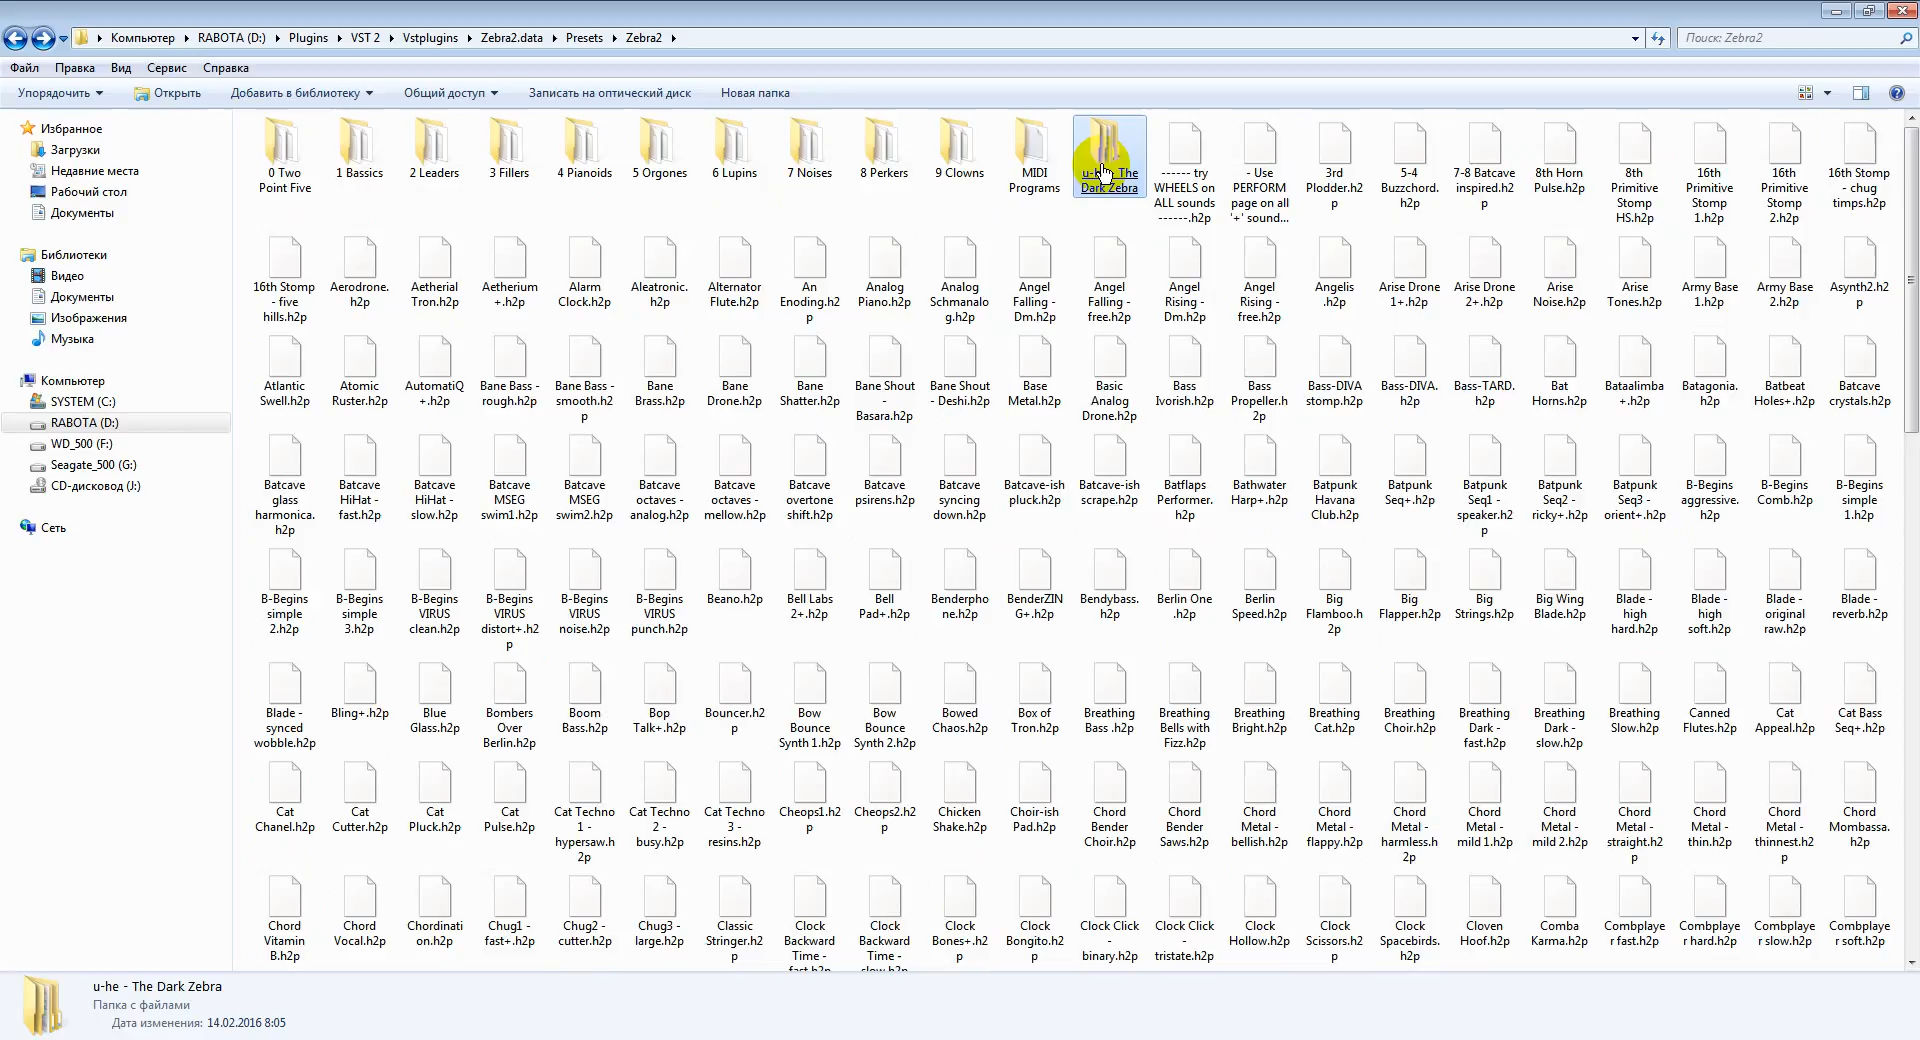 Компьютер
RABOTA (D:)
Plugins
VST 2
Vstplugins
Zebra2.data
Presets
Zebra2
Поиск: Zebra2
Файл
Правка
Вид
Сервис
Справка
Упорядочить
Открыть
Добавить в библиотеку
Общий доступ
Записать на оптический диск
Новая папка
Избранное
Загрузки
Недавние места
Рабочий стол
Документы
Библиотеки
Видео
Документы
Изображения
Музыка
Компьютер
SYSTEM (C:)
RABOTA (D:)
WD_500 (F:)
Seagate_500 (G:)
CD-дисковод (J:)
Сеть
0 Two
Point Five
1 Bassics
2 Leaders
3 Fillers
4 Pianoids
5 Orgones
6 Lupins
7 Noises
8 Perkers
9 Clowns
MIDI
Programs
The
Dark Zebra
------ try
WHEELS on
ALL sounds
------.h2p
- Use
PERFORM
page on all
'+' sound...
3rd
Plodder.h2
p
5-4
Buzzchord.
h2p
7-8 Batcave
inspired.h2
p
8th Horn
Pulse.h2p
8th
Primitive
Stomp
HS.h2p
16th
Primitive
Stomp
1.h2p
16th
Primitive
Stomp
2.h2p
16th Stomp
- chug
timps.h2p
16th Stomp
- five
hills.h2p
Aerodrone.
h2p
Aetherial
Tron.h2p
Aetherium
+.h2p
Alarm
Clock.h2p
Aleatronic.
h2p
Alternator
Flute.h2p
An
Enoding.h2
p
Analog
Piano.h2p
Analog
Schmanalo
g.h2p
Angel
Falling -
Dm.h2p
Angel
Falling -
free.h2p
Angel
Rising -
Dm.h2p
Angel
Rising -
free.h2p
Angelis
.h2p
Arise Drone
1+.h2p
Arise Drone
2+.h2p
Arise
Noise.h2p
Arise
Tones.h2p
Army Base
1.h2p
Army Base
2.h2p
Asynth2.h2
p
Atlantic
Swell.h2p
Atomic
Ruster.h2p
AutomatiQ
+.h2p
Bane Bass -
rough.h2p
Bane Bass -
smooth.h2
p
Bane
Brass.h2p
Bane
Drone.h2p
Bane
Shatter.h2p
Bane Shout
-
Basara.h2p
Bane Shout
- Deshi.h2p
Base
Metal.h2p
Basic
Analog
Drone.h2p
Bass
Ivorish.h2p
Bass
Propeller.h
2p
Bass-DIVA
stomp.h2p
Bass-DIVA.
h2p
Bass-TARD.
h2p
Bat
Horns.h2p
Bataalimba
+.h2p
Batagonia.
h2p
Batbeat
Holes+.h2p
Batcave
crystals.h2p
Batcave
glass
harmonica.
h2p
Batcave
HiHat -
fast.h2p
Batcave
HiHat -
slow.h2p
Batcave
MSEG
swim1.h2p
Batcave
MSEG
swim2.h2p
Batcave
octaves -
analog.h2p
Batcave
octaves -
mellow.h2p
Batcave
overtone
shift.h2p
Batcave
psirens.h2p
Batcave
syncing
down.h2p
Batcave-ish
pluck.h2p
Batcave-ish
scrape.h2p
Batflaps
Performer.
h2p
Bathwater
Harp+.h2p
Batpunk
Havana
Club.h2p
Batpunk
Seq+.h2p
Batpunk
Seq1 -
speaker.h2
p
Batpunk
Seq2 -
ricky+.h2p
Batpunk
Seq3 -
orient+.h2p
B-Begins
aggressive.
h2p
B-Begins
Comb.h2p
B-Begins
simple
1.h2p
B-Begins
simple
2.h2p
B-Begins
simple
3.h2p
B-Begins
VIRUS
clean.h2p
B-Begins
VIRUS
distort+.h2
p
B-Begins
VIRUS
noise.h2p
B-Begins
VIRUS
punch.h2p
Beano.h2p
Bell Labs
2+.h2p
Bell
Pad+.h2p
Benderpho
ne.h2p
BenderZIN
G+.h2p
Bendybass.
h2p
Berlin One
.h2p
Berlin
Speed.h2p
Big
Flamboo.h
2p
Big
Flapper.h2p
Big
Strings.h2p
Big Wing
Blade.h2p
Blade -
high
hard.h2p
Blade -
high
soft.h2p
Blade -
original
raw.h2p
Blade -
reverb.h2p
Blade -
synced
wobble.h2p
Bling+.h2p
Blue
Glass.h2p
Bombers
Over
Berlin.h2p
Boom
Bass.h2p
Bop
Talk+.h2p
Bouncer.h2
p
Bow
Bounce
Synth 1.h2p
Bow
Bounce
Synth 2.h2p
Bowed
Chaos.h2p
Box of
Tron.h2p
Breathing
Bass .h2p
Breathing
Bells with
Fizz.h2p
Breathing
Bright.h2p
Breathing
Cat.h2p
Breathing
Choir.h2p
Breathing
Dark -
fast.h2p
Breathing
Dark -
slow.h2p
Breathing
Slow.h2p
Canned
Flutes.h2p
Cat
Appeal.h2p
Cat Bass
Seq+.h2p
Cat
Chanel.h2p
Cat
Cutter.h2p
Cat
Pluck.h2p
Cat
Pulse.h2p
Cat Techno
1 -
hypersaw.h
2p
Cat Techno
2 -
busy.h2p
Cat Techno
3 -
resins.h2p
Cheops1.h2
p
Cheops2.h2
p
Chicken
Shake.h2p
Choir-ish
Pad.h2p
Chord
Bender
Choir.h2p
Chord
Bender
Saws.h2p
Chord
Metal -
bellish.h2p
Chord
Metal -
flappy.h2p
Chord
Metal -
harmless.h
2p
Chord
Metal -
mild 1.h2p
Chord
Metal -
mild 2.h2p
Chord
Metal -
straight.h2
p
Chord
Metal -
thin.h2p
Chord
Metal -
thinnest.h2
p
Chord
Mombassa.
h2p
Chord
Vitamin
B.h2p
Chord
Vocal.h2p
Chordinati
on.h2p
Chug1 -
fast+.h2p
Chug2 -
cutter.h2p
Chug3 -
large.h2p
Classic
Stringer.h2
p
Clock
Backward
Time -
fast.h2p
Clock
Backward
Time -
slow.h2p
Clock
Bones+.h2
p
Clock
Bongito.h2
p
Clock Click
-
binary.h2p
Clock Click
-
tristate.h2p
Clock
Hollow.h2p
Clock
Scissors.h2
p
Clock
Spacebirds.
h2p
Cloven
Hoof.h2p
Comba
Karma.h2p
Combplaye
r fast.h2p
Combplaye
r hard.h2p
Combplaye
r slow.h2p
Combplaye
r soft.h2p
u-he - The Dark Zebra
Папка с файлами
Дата изменения: 14.02.2016 8:05